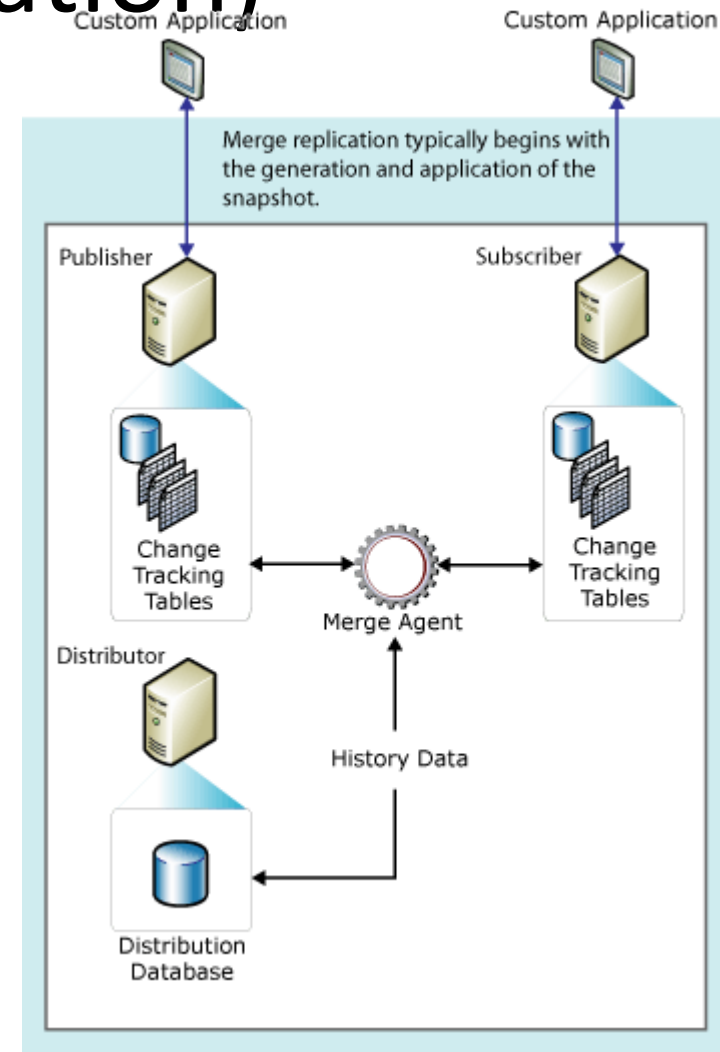 Custom Application
Custom Application
Merge replication typically begins with
the generation and application of the
snapshot.
Publisher
Subscriber
Change
Tracking
Tables
Change
Tracking
Tables
Merge Agent
Distributor
History Data
Distribution
Database